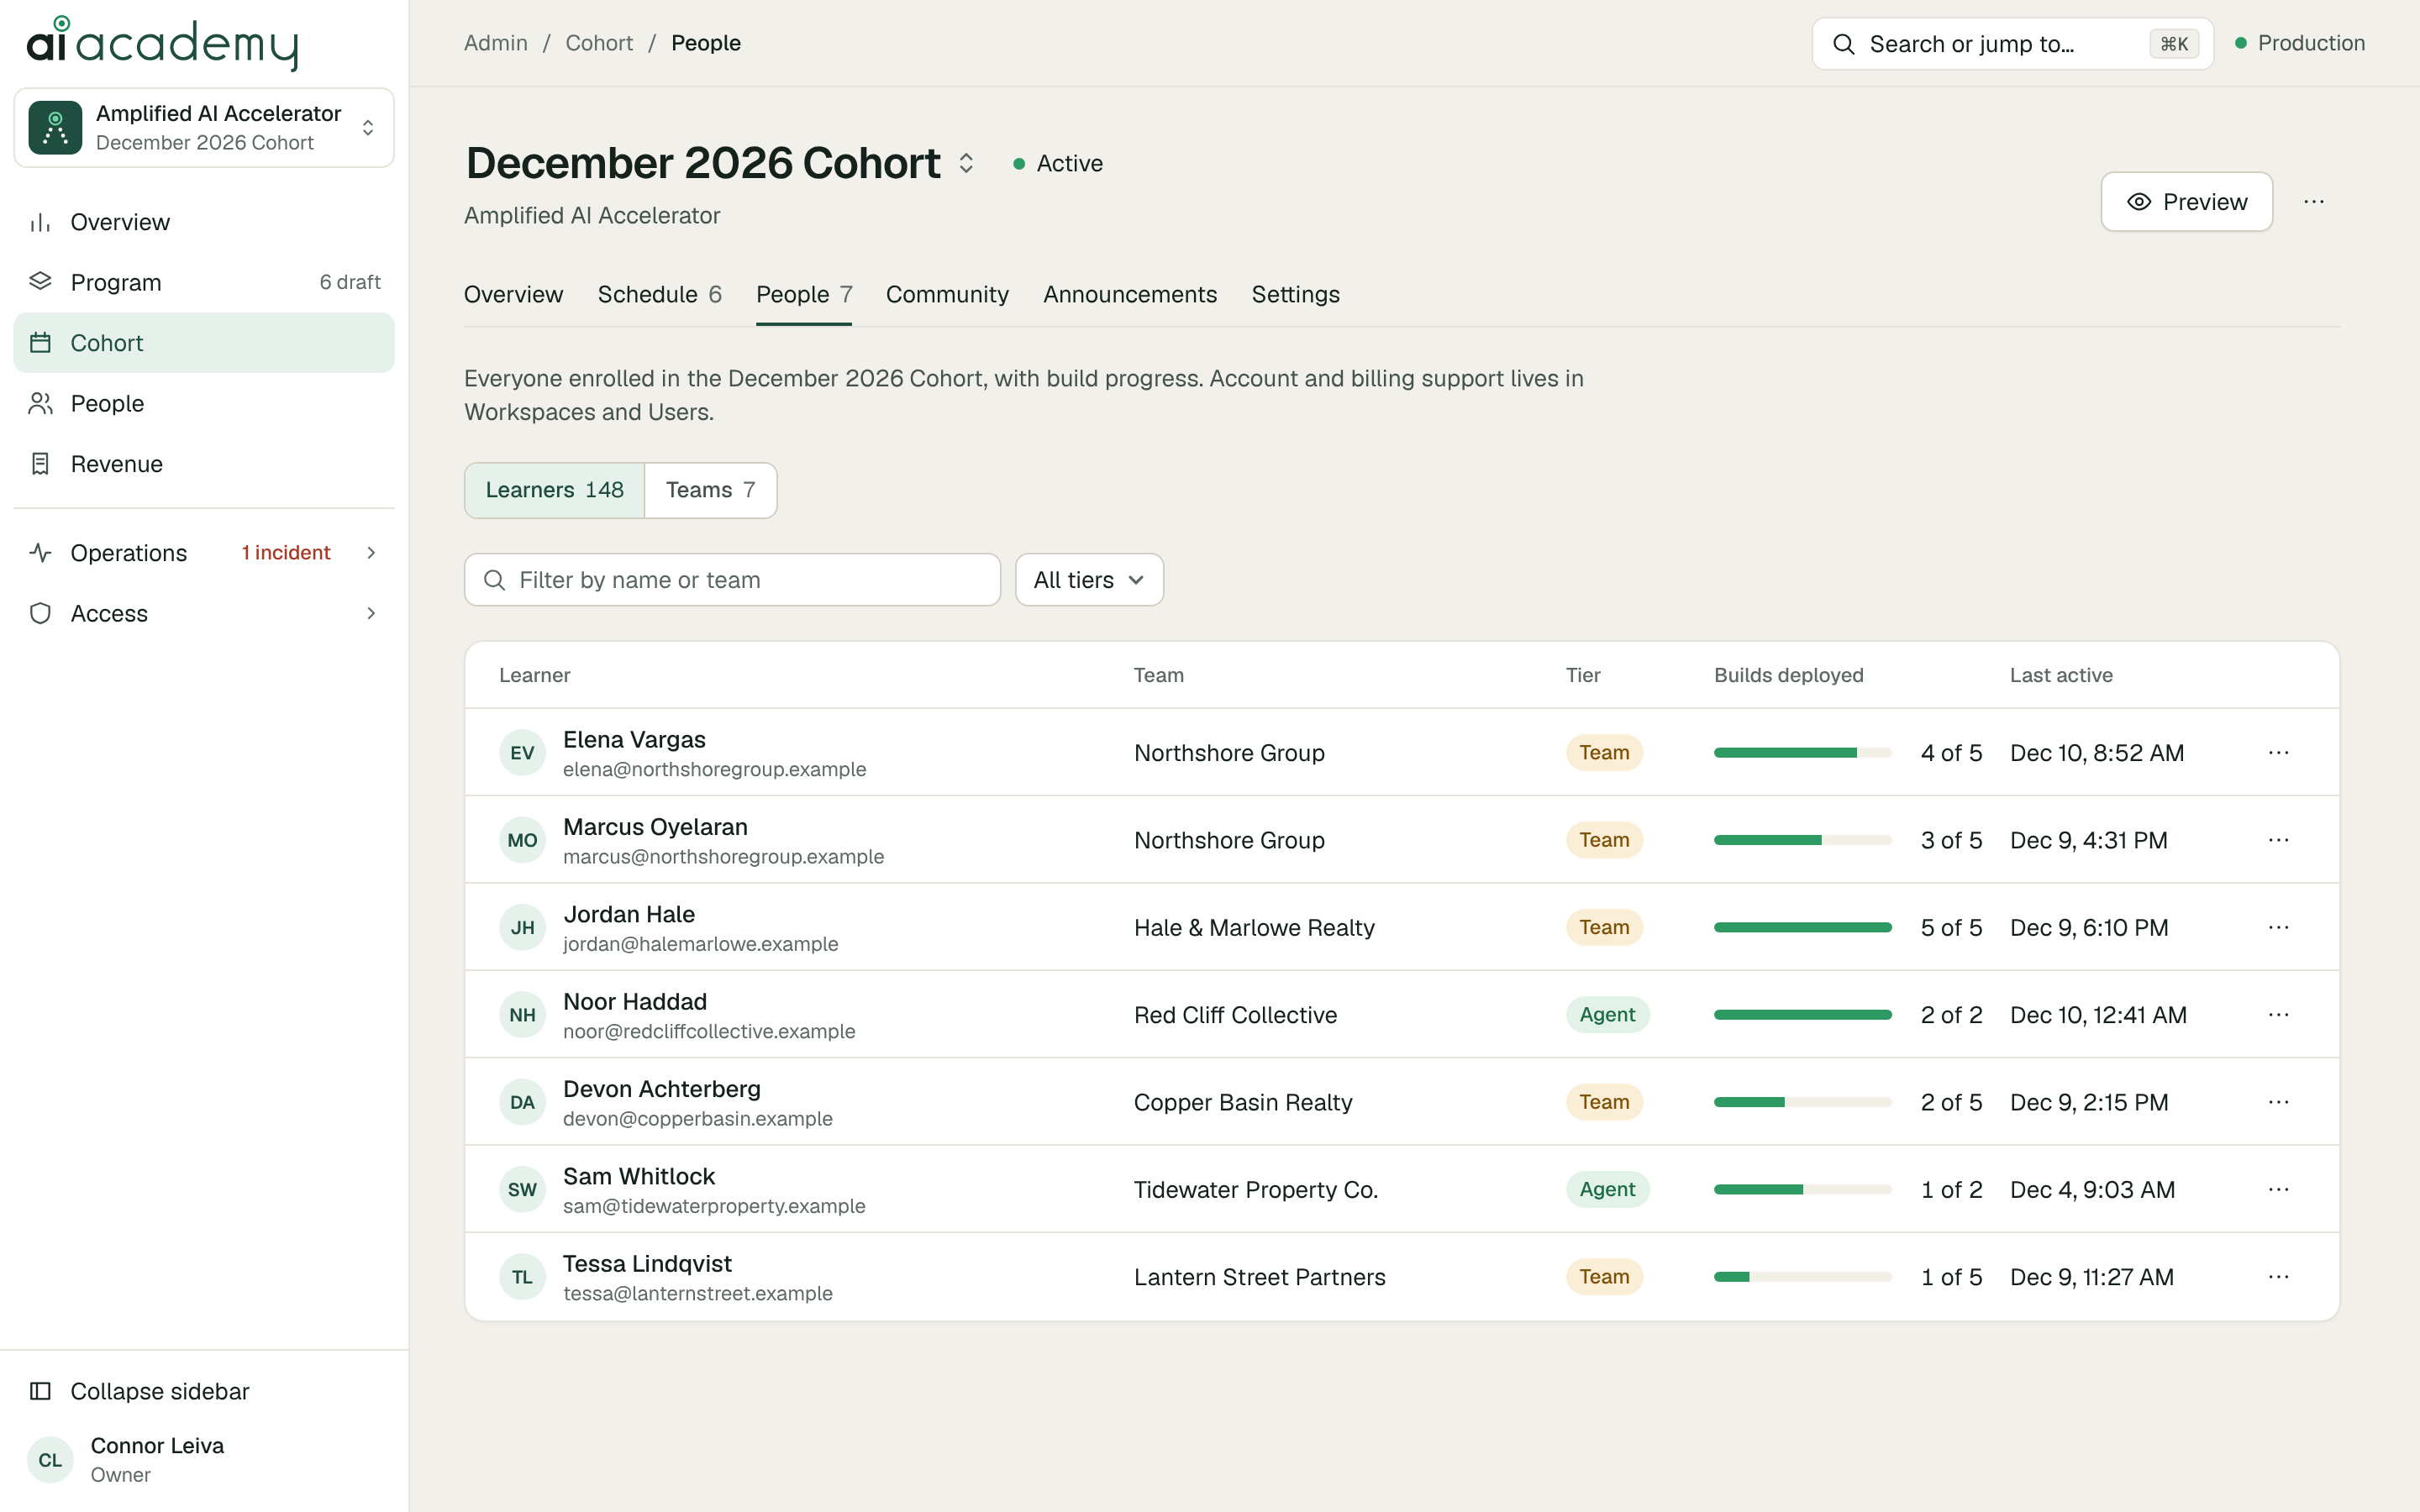 ai academy
Amplified AI Accelerator
December 2026 Cohort
Overview
Program 6 draft
Cohort
People
Revenue
Operations 1 incident
Access
Collapse sidebar
CL Connor Leiva
Owner
Admin / Cohort / People
Search or jump to... ⌘K
Production
December 2026 Cohort Active
Amplified AI Accelerator
Preview
Overview Schedule 6 People 7 Community Announcements Settings
Everyone enrolled in the December 2026 Cohort, with build progress. Account and billing support lives in
Workspaces and Users.
Learners 148 Teams 7
Filter by name or team All tiers
Learner Team Tier Builds deployed Last active
EV Elena Vargas Northshore Group Team 4 of 5 Dec 10, 8:52 AM
elena@northshoregroup.example
MO Marcus Oyelaran Northshore Group Team 3 of 5 Dec 9, 4:31 PM
marcus@northshoregroup.example
JH Jordan Hale Hale & Marlowe Realty Team 5 of 5 Dec 9, 6:10 PM
jordan@halemarlowe.example
NH Noor Haddad Red Cliff Collective Agent 2 of 2 Dec 10, 12:41 AM
noor@redcliffcollective.example
DA Devon Achterberg Copper Basin Realty Team 2 of 5 Dec 9, 2:15 PM
devon@copperbasin.example
SW Sam Whitlock Tidewater Property Co. Agent 1 of 2 Dec 4, 9:03 AM
sam@tidewaterproperty.example
TL Tessa Lindqvist Lantern Street Partners Team 1 of 5 Dec 9, 11:27 AM
tessa@lanternstreet.example